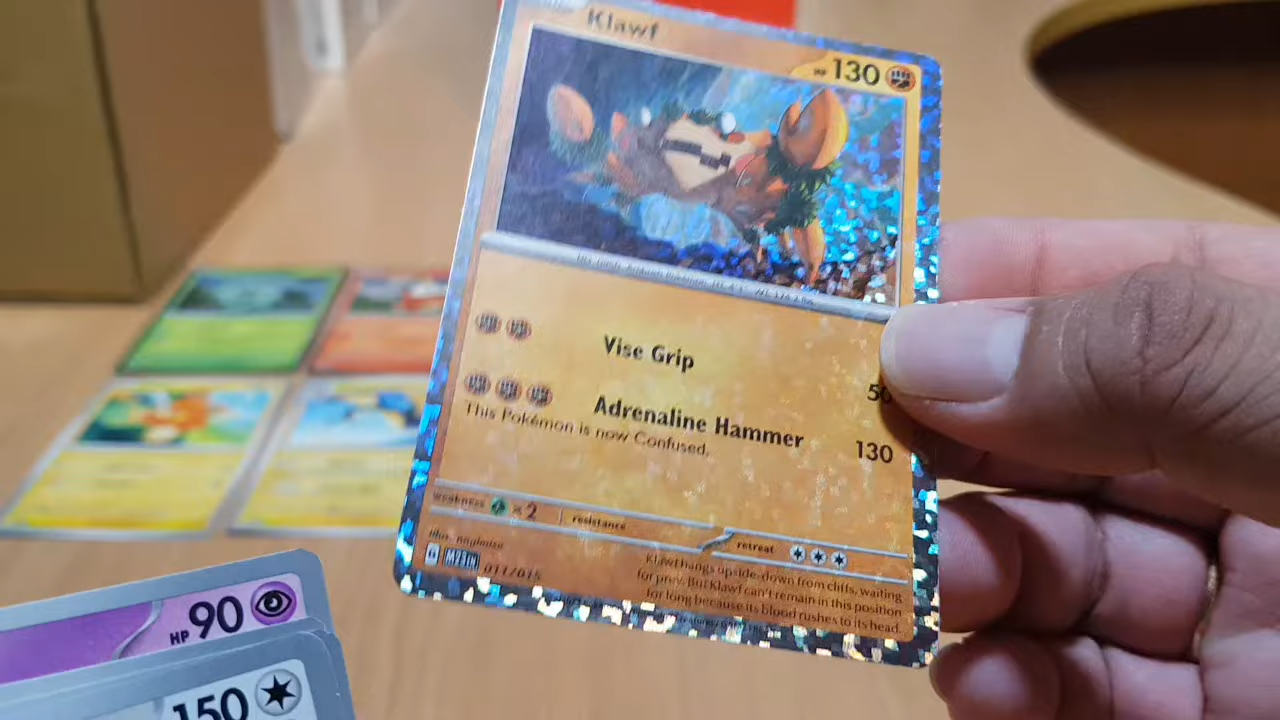 Klawf
HP 130
Vise Grip
50
Adrenaline Hammer
130
This Pokémon is now Confused.
weakness ×2
resistance
retreat
Klawf hangs upside-down from cliffs, waiting
for prey. But Klawf can't remain in this position
for long because its blood rushes to its head.
011/015
HP 90
150